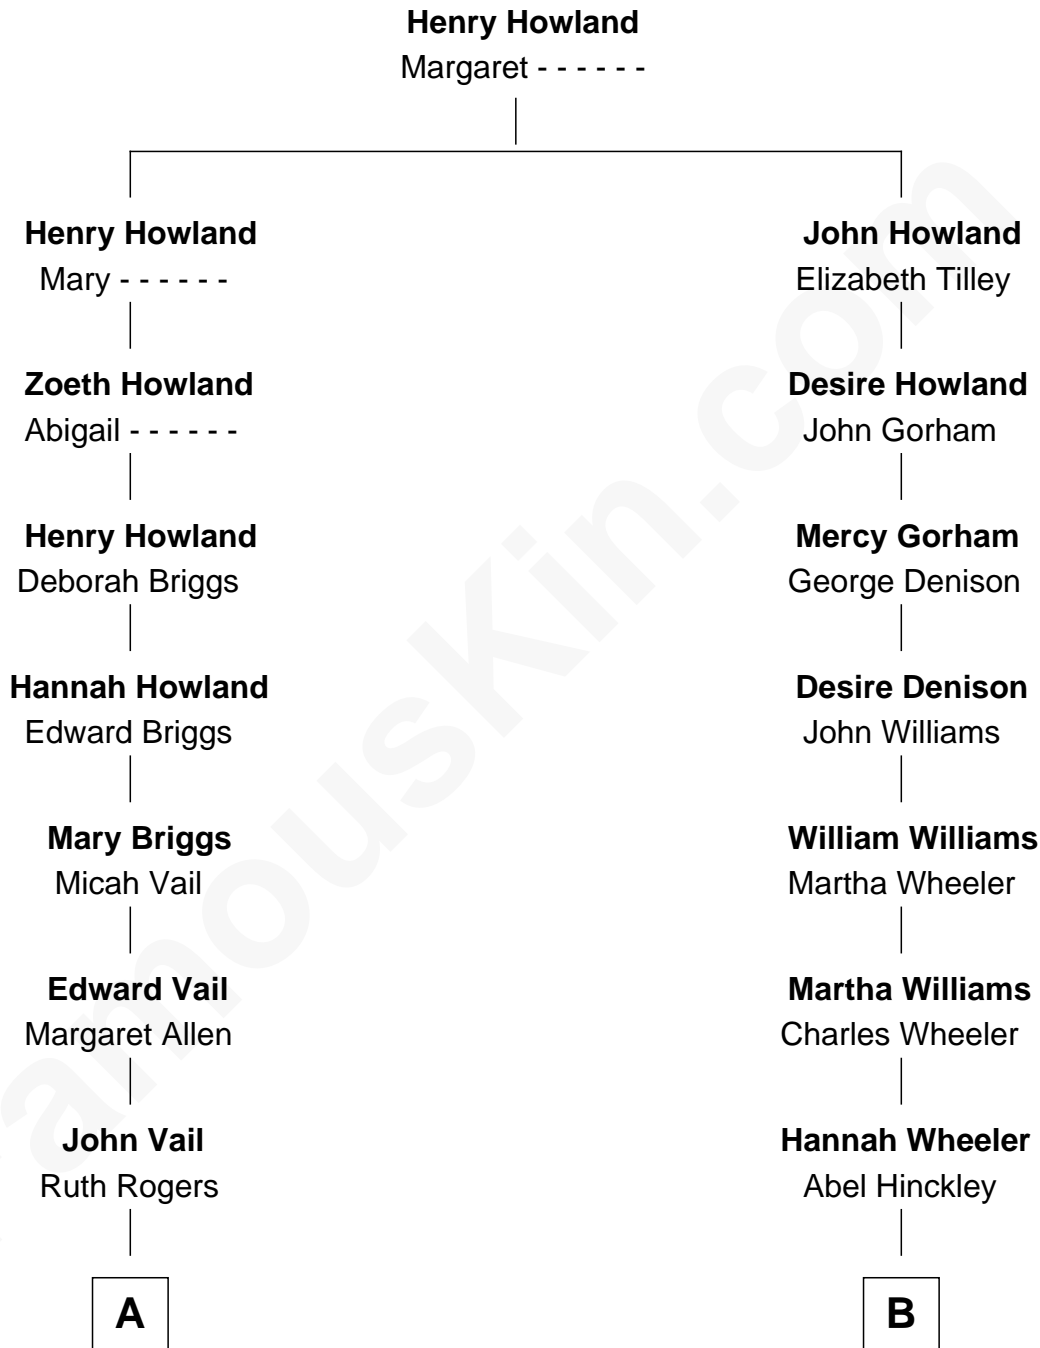 Henry Howland
Margaret - - - - - -
Henry Howland
Mary - - - - - -
Zoeth Howland
Abigail - - - - - -
Henry Howland
Deborah Briggs
Hannah Howland
Edward Briggs
Mary Briggs
Micah Vail
Edward Vail
Margaret Allen
John Vail
Ruth Rogers
A
John Howland
Elizabeth Tilley
Desire Howland
John Gorham
Mercy Gorham
George Denison
Desire Denison
John Williams
William Williams
Martha Wheeler
Martha Williams
Charles Wheeler
Hannah Wheeler
Abel Hinckley
B
amousKin.com